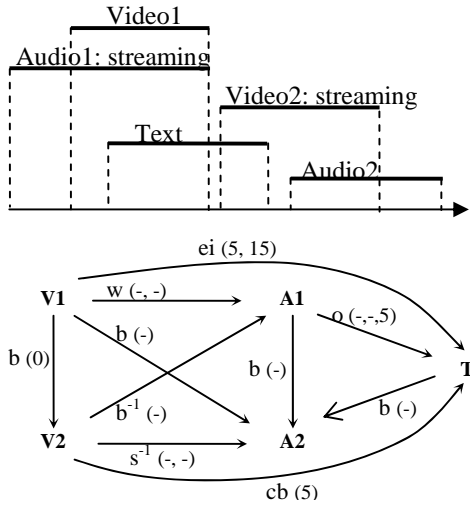 Video1
Audio1: streaming
Video2: streaming
Text
Audio2
ei (5, 15)
V1
w (-, -)
A1
o (-,-,5)
b (-)
b (0)
b (-)
T
b⁻¹ (-)
b (-)
V2
s⁻¹ (-, -)
A2
cb (5)